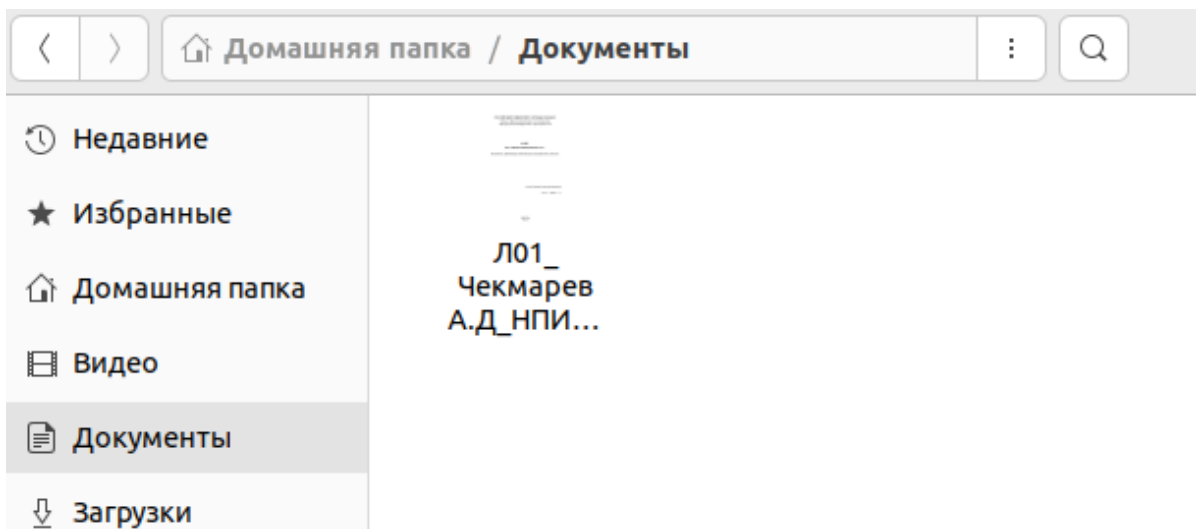 Домашняя папка / Документы
Недавние
Избранные
Домашняя папка
Видео
Документы
Загрузки
Л01_
Чекмарев
А.Д_НПИ...